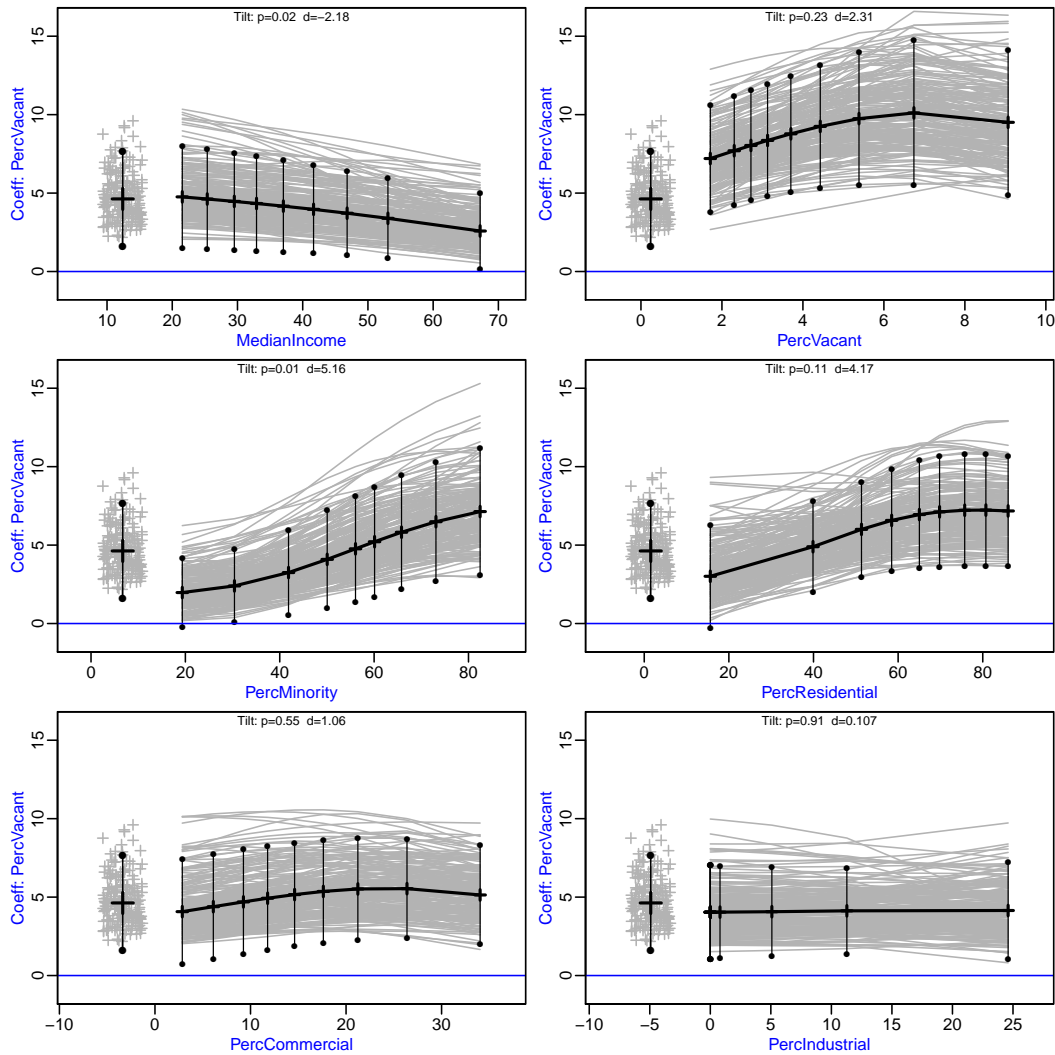 Tilt: p=0.02 d=−2.18
Coeff: PercVacant
15
10
5
0
10 20 30 40 50 60 70
MedianIncome
Tilt: p=0.23 d=2.31
Coeff: PercVacant
15
10
5
0
0 2 4 6 8 10
PercVacant
Tilt: p=0.01 d=5.16
Coeff: PercVacant
15
10
5
0
0 20 40 60 80
PercMinority
Tilt: p=0.11 d=4.17
Coeff: PercVacant
15
10
5
0
0 20 40 60 80
PercResidential
Tilt: p=0.55 d=1.06
Coeff: PercVacant
15
10
5
0
−10 0 10 20 30
PercCommercial
Tilt: p=0.91 d=0.107
Coeff: PercVacant
15
10
5
0
−10 −5 0 5 10 15 20 25
PercIndustrial